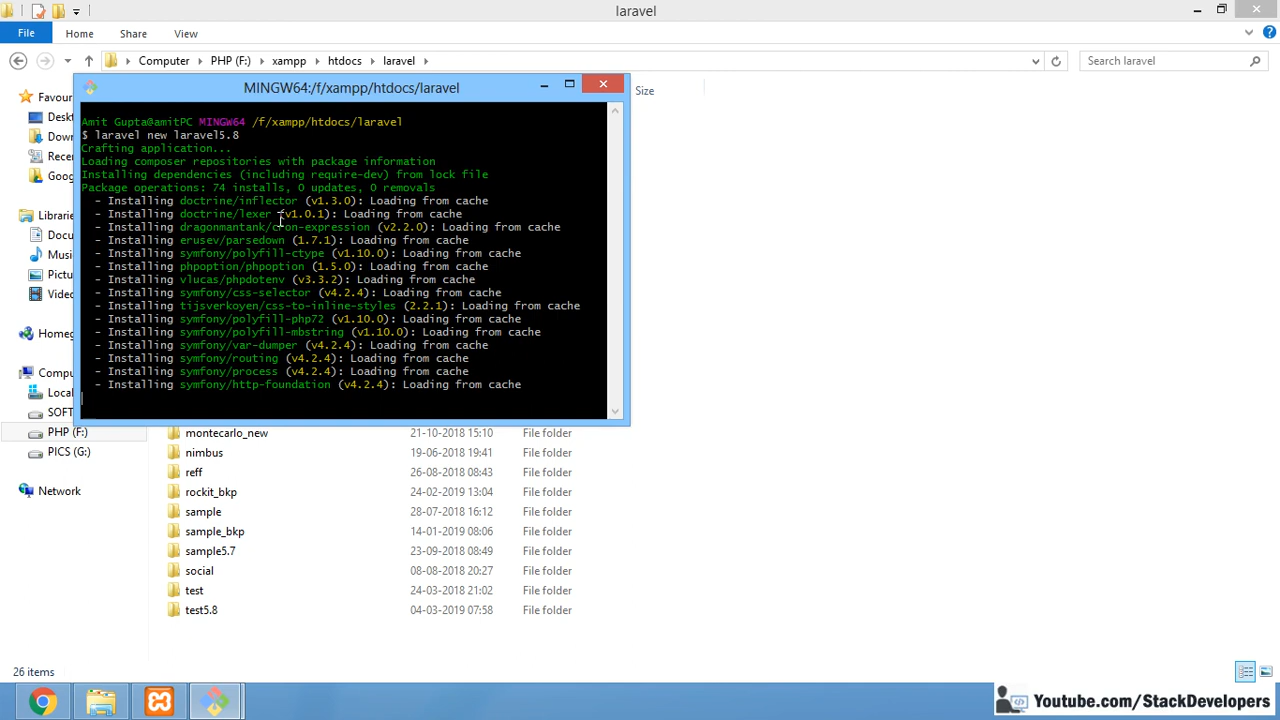 laravel
File Home Share View
Computer PHP (F:) xampp htdocs laravel
Search laravel
Favou
Desk
Down
Rece
Goog
Librari
Docu
Musi
Pictu
Video
Homeg
Compu
Local
SOFT
PHP (F:)
PICS (G:)
Network
Size
MINGW64:/f/xampp/htdocs/laravel
Amit Gupta@amitPC MINGW64 /f/xampp/htdocs/laravel
$ laravel new laravel5.8
Crafting application...
Loading composer repositories with package information
Installing dependencies (including require-dev) from lock file
Package operations: 74 installs, 0 updates, 0 removals
- Installing doctrine/inflector (v1.3.0): Loading from cache
- Installing doctrine/lexer (v1.0.1): Loading from cache
- Installing dragonmantank/cron-expression (v2.2.0): Loading from cache
- Installing erusev/parsedown (1.7.1): Loading from cache
- Installing symfony/polyfill-ctype (v1.10.0): Loading from cache
- Installing phpoption/phpoption (1.5.0): Loading from cache
- Installing vlucas/phpdotenv (v3.3.2): Loading from cache
- Installing symfony/css-selector (v4.2.4): Loading from cache
- Installing tijsverkoyen/css-to-inline-styles (2.2.1): Loading from cache
- Installing symfony/polyfill-php72 (v1.10.0): Loading from cache
- Installing symfony/polyfill-mbstring (v1.10.0): Loading from cache
- Installing symfony/var-dumper (v4.2.4): Loading from cache
- Installing symfony/routing (v4.2.4): Loading from cache
- Installing symfony/process (v4.2.4): Loading from cache
- Installing symfony/http-foundation (v4.2.4): Loading from cache
montecarlo_new 21-10-2018 15:10 File folder
nimbus 19-06-2018 19:41 File folder
reff 26-08-2018 08:43 File folder
rockit_bkp 24-02-2019 13:04 File folder
sample 28-07-2018 16:12 File folder
sample_bkp 14-01-2019 08:06 File folder
sample5.7 23-09-2018 08:49 File folder
social 08-08-2018 20:27 File folder
test 24-03-2018 21:02 File folder
test5.8 04-03-2019 07:58 File folder
26 items
Youtube.com/StackDevelopers